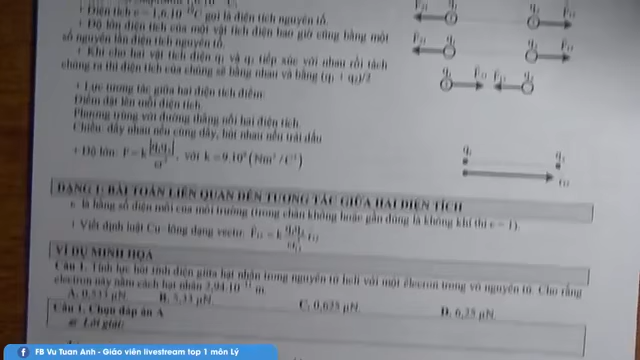 + Điện tích e = 1,6.10 C gọi là điện tích nguyên tố.
+ Độ lớn điện tích của một vật tích điện bao giờ cũng bằng một
số nguyên lần điện tích nguyên tố.
+ Khi cho hai vật tích điện q₁ và q₂ tiếp xúc với nhau rồi tách
chúng ra thì điện tích của chúng sẽ bằng nhau và bằng (q₁ + q₂)/2
+ Lực tương tác giữa hai điện tích điểm:
Điểm đặt lên mỗi điện tích.
Phương trùng với đường thẳng nối hai điện tích.
Chiều: đẩy nhau nếu cùng dấu, hút nhau nếu trái dấu
+ Độ lớn: F = k |q₁q₂| / εr², với k = 9.10⁹ (Nm²/C²)
DẠNG 1: BÀI TOÁN LIÊN QUAN ĐẾN TƯƠNG TÁC GIỮA HAI ĐIỆN TÍCH
ε là hằng số điện môi của môi trường (trong chân không hoặc gần đúng là không khí thì ε = 1).
+ Viết định luật Cu-lông dạng vectơ:
VÍ DỤ MINH HỌA
Câu 1. Tính lực hút tĩnh điện giữa hạt nhân trong nguyên tử heli với một êlectron trong vỏ nguyên tử. Cho rằng
electron này nằm cách hạt nhân 2,94.10⁻¹¹ m.
A. 0,533 µN. B. 5,33 µN. C. 0,625 µN. D. 6,25 µN.
Câu 1. Chọn đáp án A
Lời giải:
FB Vu Tuan Anh - Giáo viên livestream top 1 môn Lý